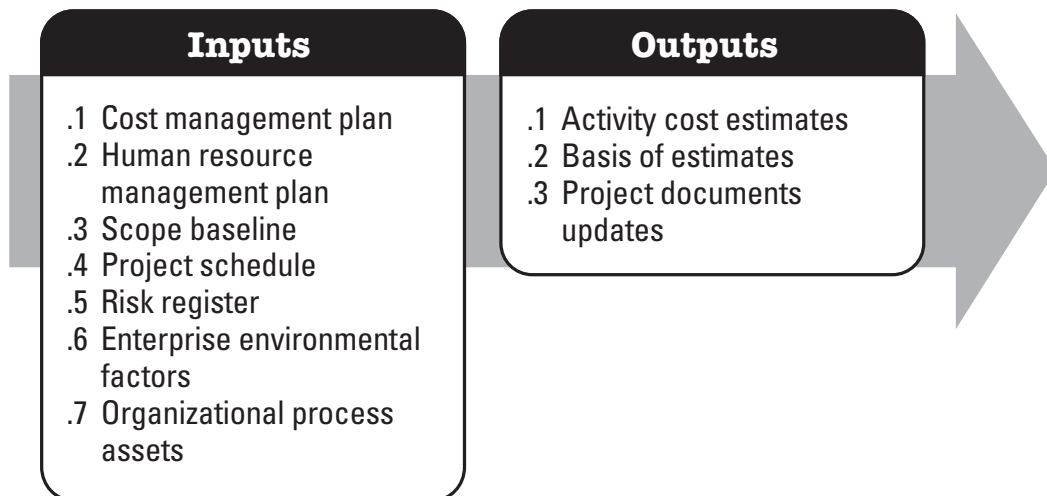 Inputs
.1 Cost management plan
.2 Human resource
management plan
.3 Scope baseline
.4 Project schedule
.5 Risk register
.6 Enterprise environmental
factors
.7 Organizational process
assets
Outputs
.1 Activity cost estimates
.2 Basis of estimates
.3 Project documents
updates